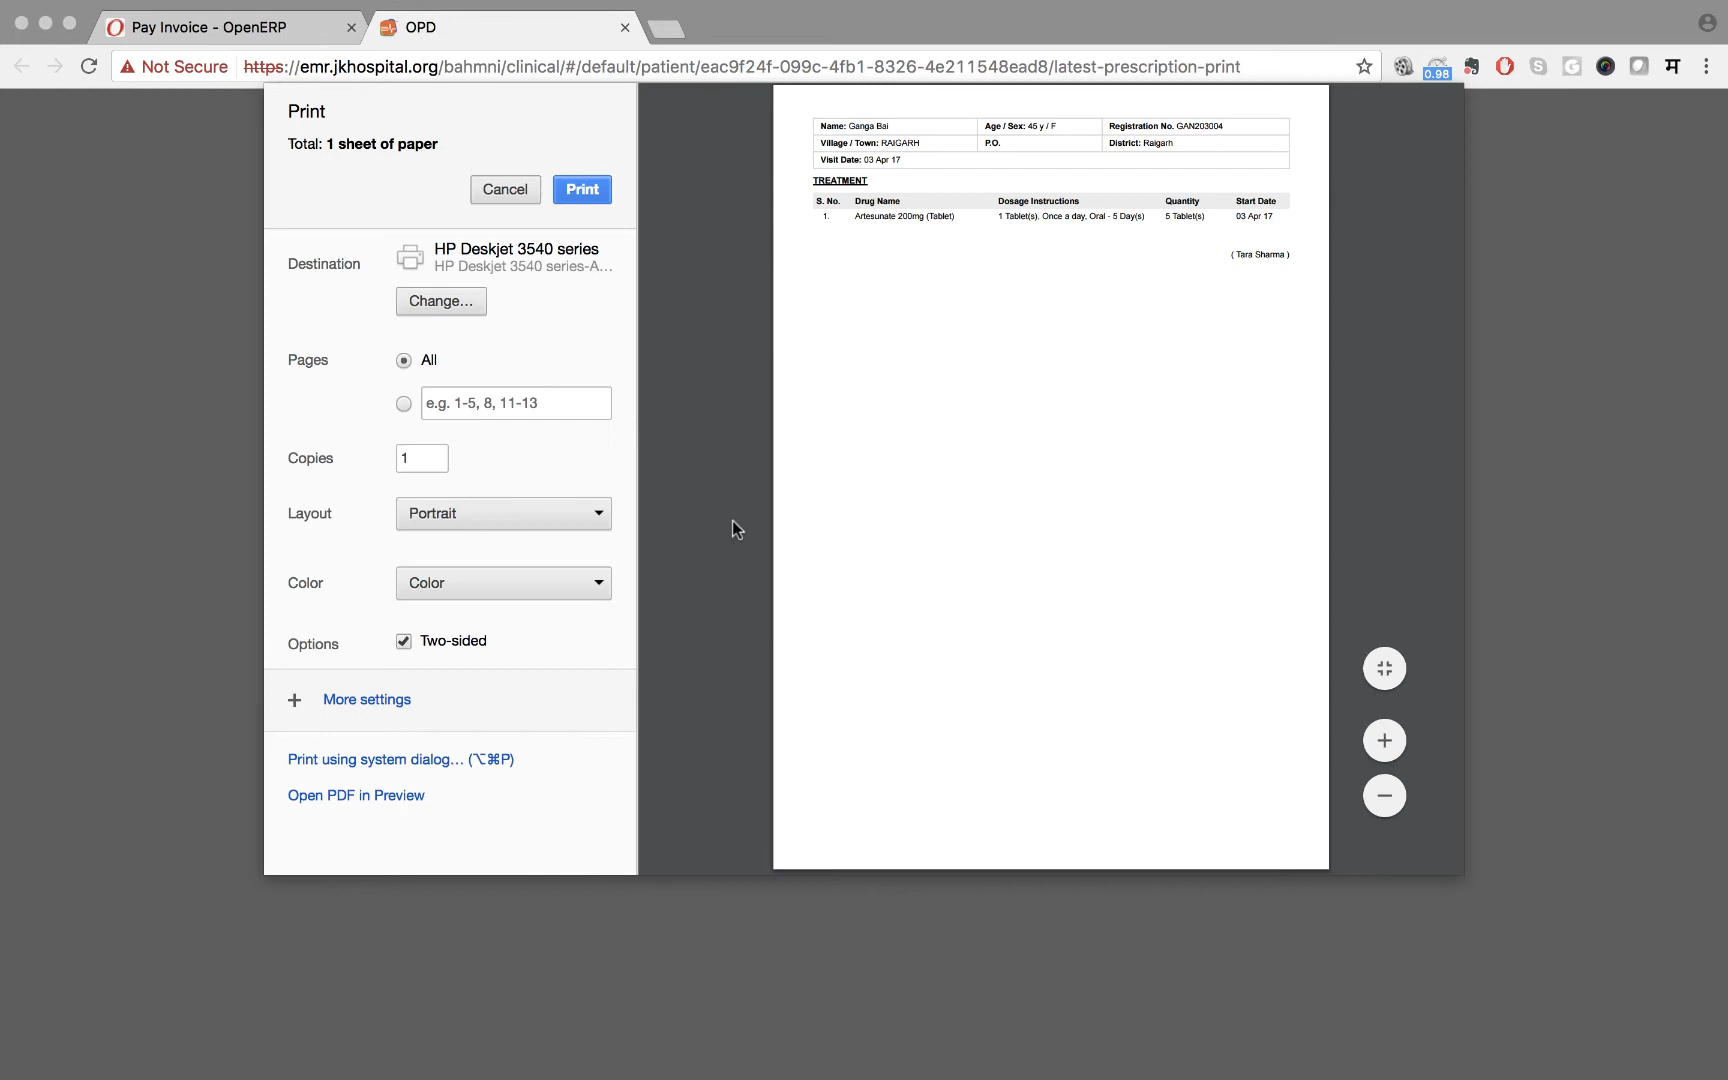 Pay Invoice - OpenERP
OPD
Not Secure https://emr.jkhospital.org/bahmni/clinical/#/default/patient/eac9f24f-099c-4fb1-8326-4e211548ead8/latest-prescription-print
0.98
म
Print
Total: 1 sheet of paper
Cancel
Print
Destination
HP Deskjet 3540 series
HP Deskjet 3540 series-A...
Change...
Pages
All
e.g. 1-5, 8, 11-13
Copies
1
Layout
Portrait
Color
Color
Options
Two-sided
+ More settings
Print using system dialog... (⌥⌘P)
Open PDF in Preview
Name: Ganga Bai Age / Sex: 45 y / F Registration No. GAN203004
Village / Town: RAIGARH P.O. District: Raigarh
Visit Date: 03 Apr 17
TREATMENT
S. No. Drug Name Dosage Instructions Quantity Start Date
1. Artesunate 200mg (Tablet) 1 Tablet(s), Once a day, Oral - 5 Day(s) 5 Tablet(s) 03 Apr 17
( Tara Sharma )